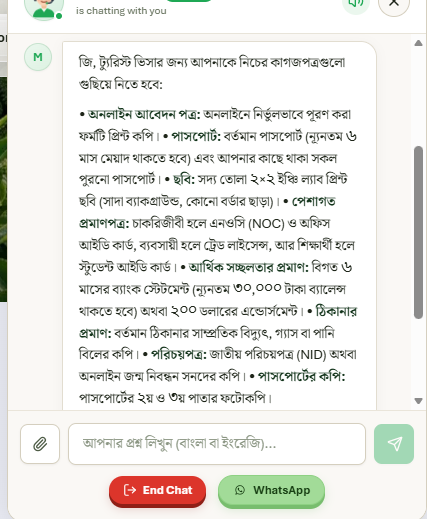 is chatting with you
M
জি, ট্যুরিস্ট ভিসার জন্য আপনাকে নিচের কাগজপত্রগুলো
গুছিয়ে নিতে হবে:
• অনলাইন আবেদন পত্র: অনলাইনে নির্ভুলভাবে পূরণ করা
ফর্মটি প্রিন্ট কপি। • পাসপোর্ট: বর্তমান পাসপোর্ট (ন্যূনতম ৬
মাস মেয়াদ থাকতে হবে) এবং আপনার কাছে থাকা সকল
পুরনো পাসপোর্ট। • ছবি: সদ্য তোলা ২×২ ইঞ্চি ল্যাব প্রিন্ট
ছবি (সাদা ব্যাকগ্রাউন্ড, কোনো বর্ডার ছাড়া)। • পেশাগত
প্রমাণপত্র: চাকরিজীবী হলে এনওসি (NOC) ও অফিস
আইডি কার্ড, ব্যবসায়ী হলে ট্রেড লাইসেন্স, আর শিক্ষার্থী হলে
স্টুডেন্ট আইডি কার্ড। • আর্থিক সচ্ছলতার প্রমাণ: বিগত ৬
মাসের ব্যাংক স্টেটমেন্ট (ন্যূনতম ৩০,০০০ টাকা ব্যালেন্স
থাকতে হবে) অথবা ২০০ ডলারের এন্ডোর্সমেন্ট। • ঠিকানার
প্রমাণ: বর্তমান ঠিকানার সাম্প্রতিক বিদ্যুৎ, গ্যাস বা পানি
বিলের কপি। • পরিচয়পত্র: জাতীয় পরিচয়পত্র (NID) অথবা
অনলাইন জন্ম নিবন্ধন সনদের কপি। • পাসপোর্টের কপি:
পাসপোর্টের ২য় ও ৩য় পাতার ফটোকপি।
আপনার প্রশ্ন লিখুন (বাংলা বা ইংরেজি)...
End Chat
WhatsApp